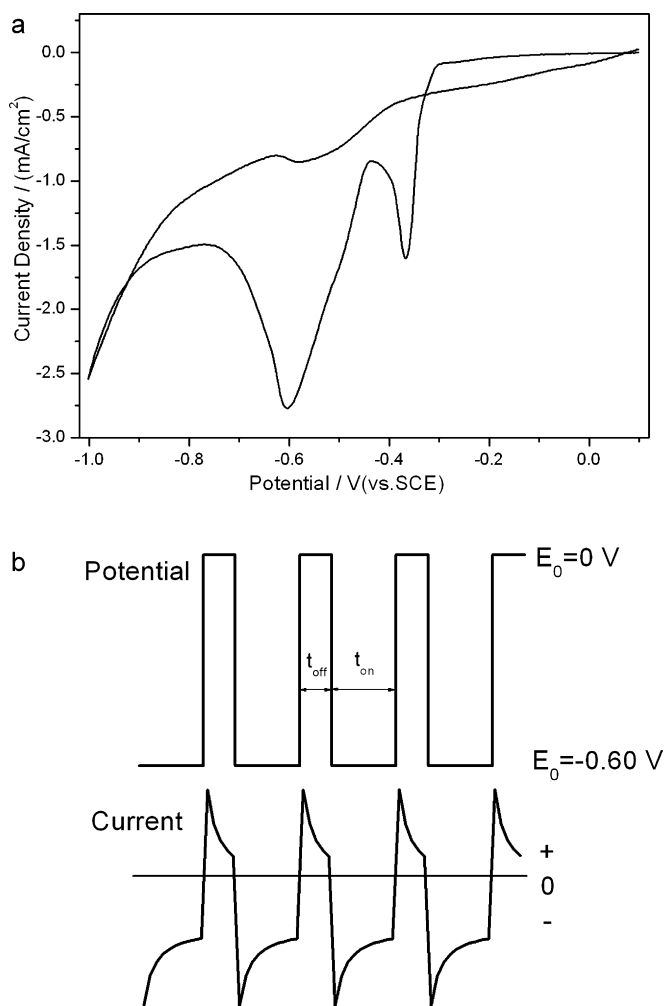 a
Current Density / (mA/cm²)
0.0
-0.5
-1.0
-1.5
-2.0
-2.5
-3.0
-1.0 -0.8 -0.6 -0.4 -0.2 0.0
Potential / V(vs.SCE)
b
Potential
E₀=0 V
t_off t_on
E₀=-0.60 V
Current
+
0
-